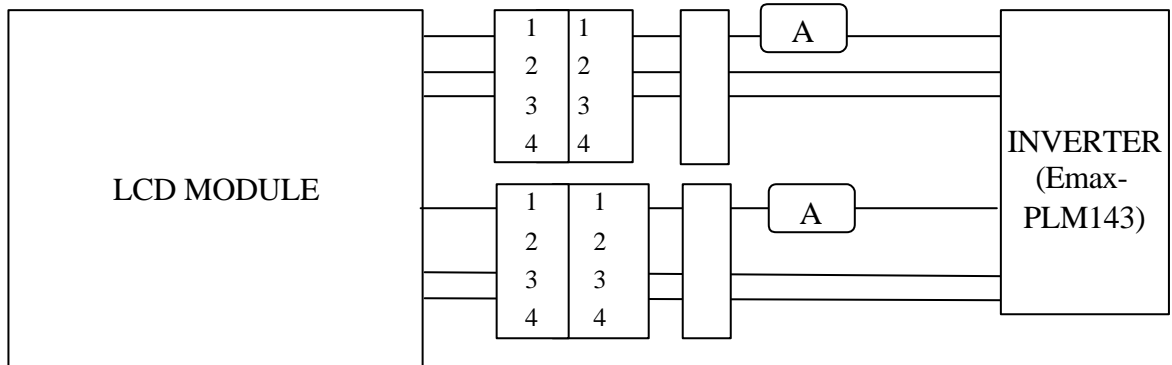 1 1
2 2
3 3
4 4
A
LCD MODULE
1 1
2 2
3 3
4 4
A
INVERTER
(Emax-
PLM143)